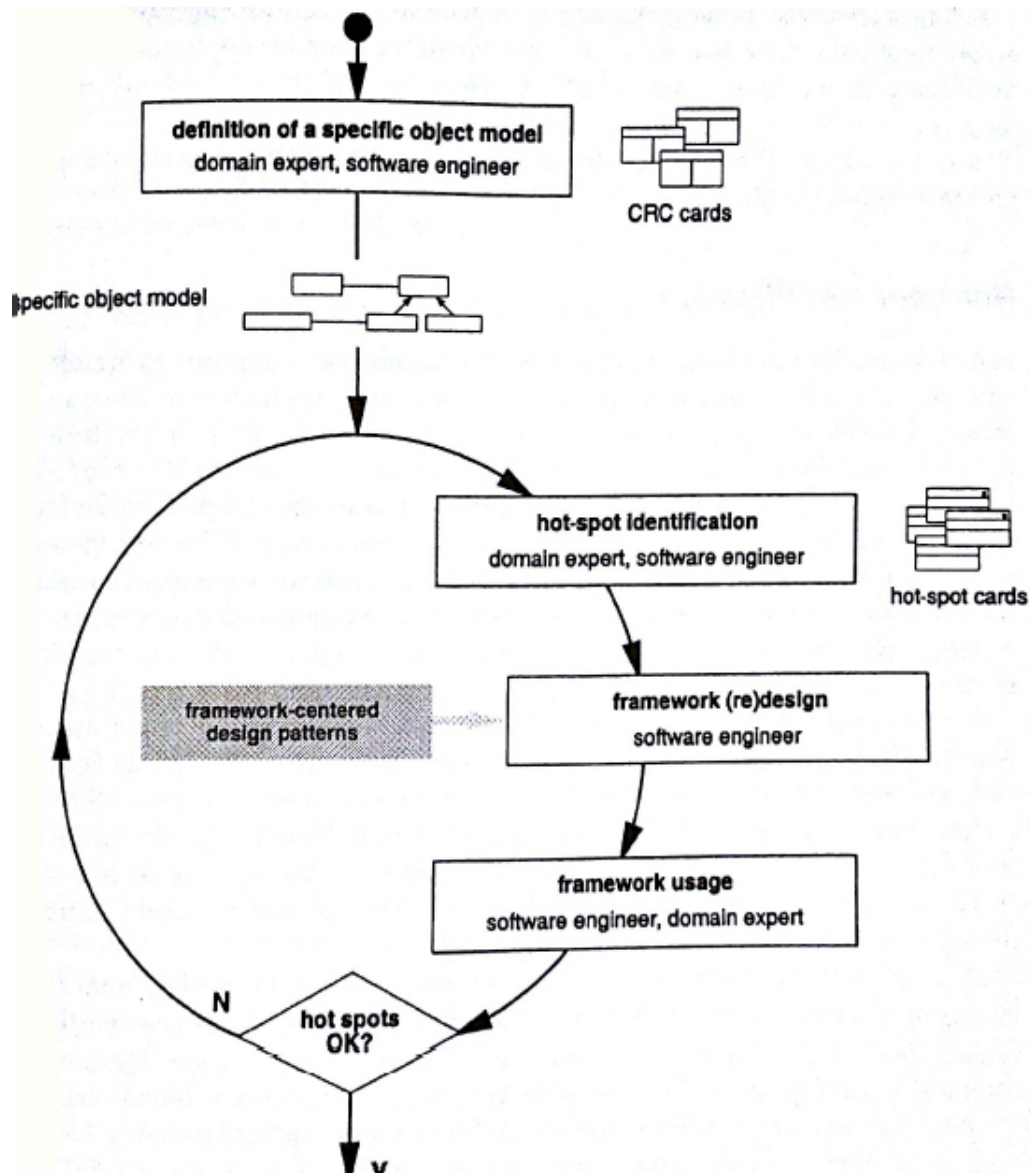 definition of a specific object model
domain expert, software engineer
CRC cards
specific object model
hot-spot identification
domain expert, software engineer
hot-spot cards
framework (re)design
software engineer
framework-centered
design patterns
framework usage
software engineer, domain expert
N
hot spots
OK?
Y